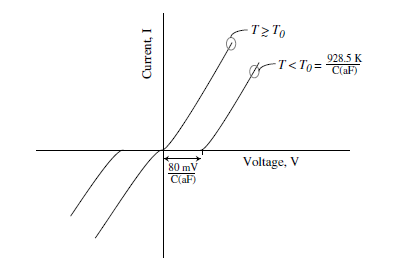 T ≳ T₀
Current, I
T < T₀ = 928.5 K
C(aF)
80 mV
C(aF)
Voltage, V